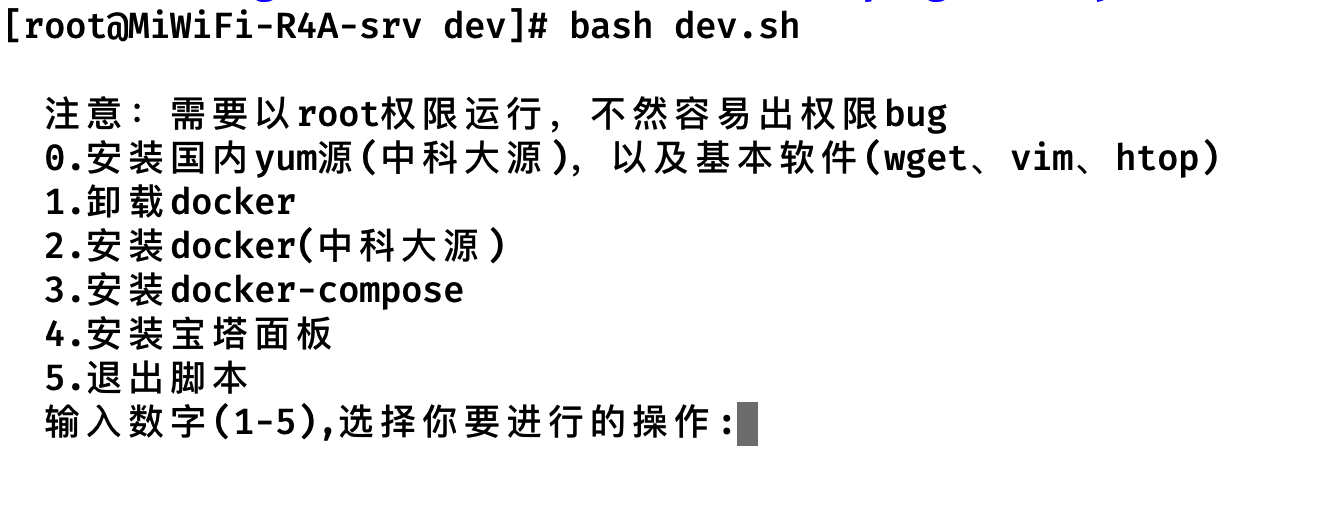 [root@MiWiFi-R4A-srv dev]# bash dev.sh
注意：需要以root权限运行，不然容易出权限bug
0.安装国内yum源(中科大源)，以及基本软件(wget、vim、htop)
1.卸载docker
2.安装docker(中科大源)
3.安装docker-compose
4.安装宝塔面板
5.退出脚本
输入数字(1-5),选择你要进行的操作: